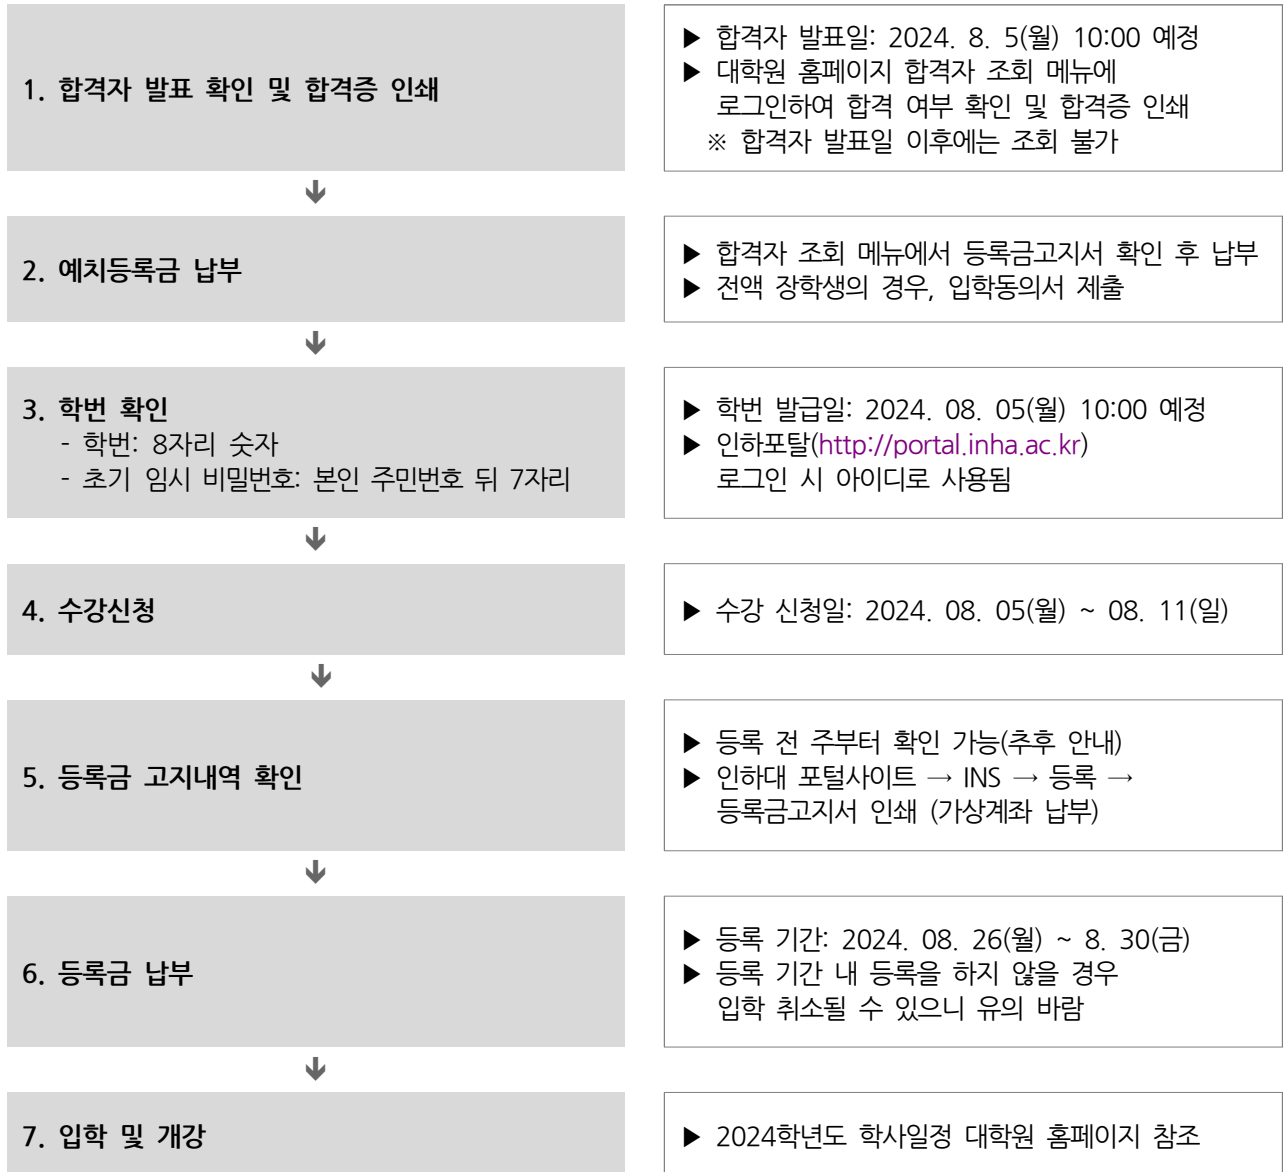 1. 합격자 발표 확인 및 합격증 인쇄
▶ 합격자 발표일: 2024. 8. 5(월) 10:00 예정
▶ 대학원 홈페이지 합격자 조회 메뉴에
로그인하여 합격 여부 확인 및 합격증 인쇄
※ 합격자 발표일 이후에는 조회 불가
2. 예치등록금 납부
▶ 합격자 조회 메뉴에서 등록금고지서 확인 후 납부
▶ 전액 장학생의 경우, 입학동의서 제출
3. 학번 확인
- 학번: 8자리 숫자
- 초기 임시 비밀번호: 본인 주민번호 뒤 7자리
▶ 학번 발급일: 2024. 08. 05(월) 10:00 예정
▶ 인하포탈(http://portal.inha.ac.kr)
로그인 시 아이디로 사용됨
4. 수강신청
▶ 수강 신청일: 2024. 08. 05(월) ~ 08. 11(일)
5. 등록금 고지내역 확인
▶ 등록 전 주부터 확인 가능(추후 안내)
▶ 인하대 포털사이트 → INS → 등록 →
등록금고지서 인쇄 (가상계좌 납부)
6. 등록금 납부
▶ 등록 기간: 2024. 08. 26(월) ~ 8. 30(금)
▶ 등록 기간 내 등록을 하지 않을 경우
입학 취소될 수 있으니 유의 바람
7. 입학 및 개강
▶ 2024학년도 학사일정 대학원 홈페이지 참조